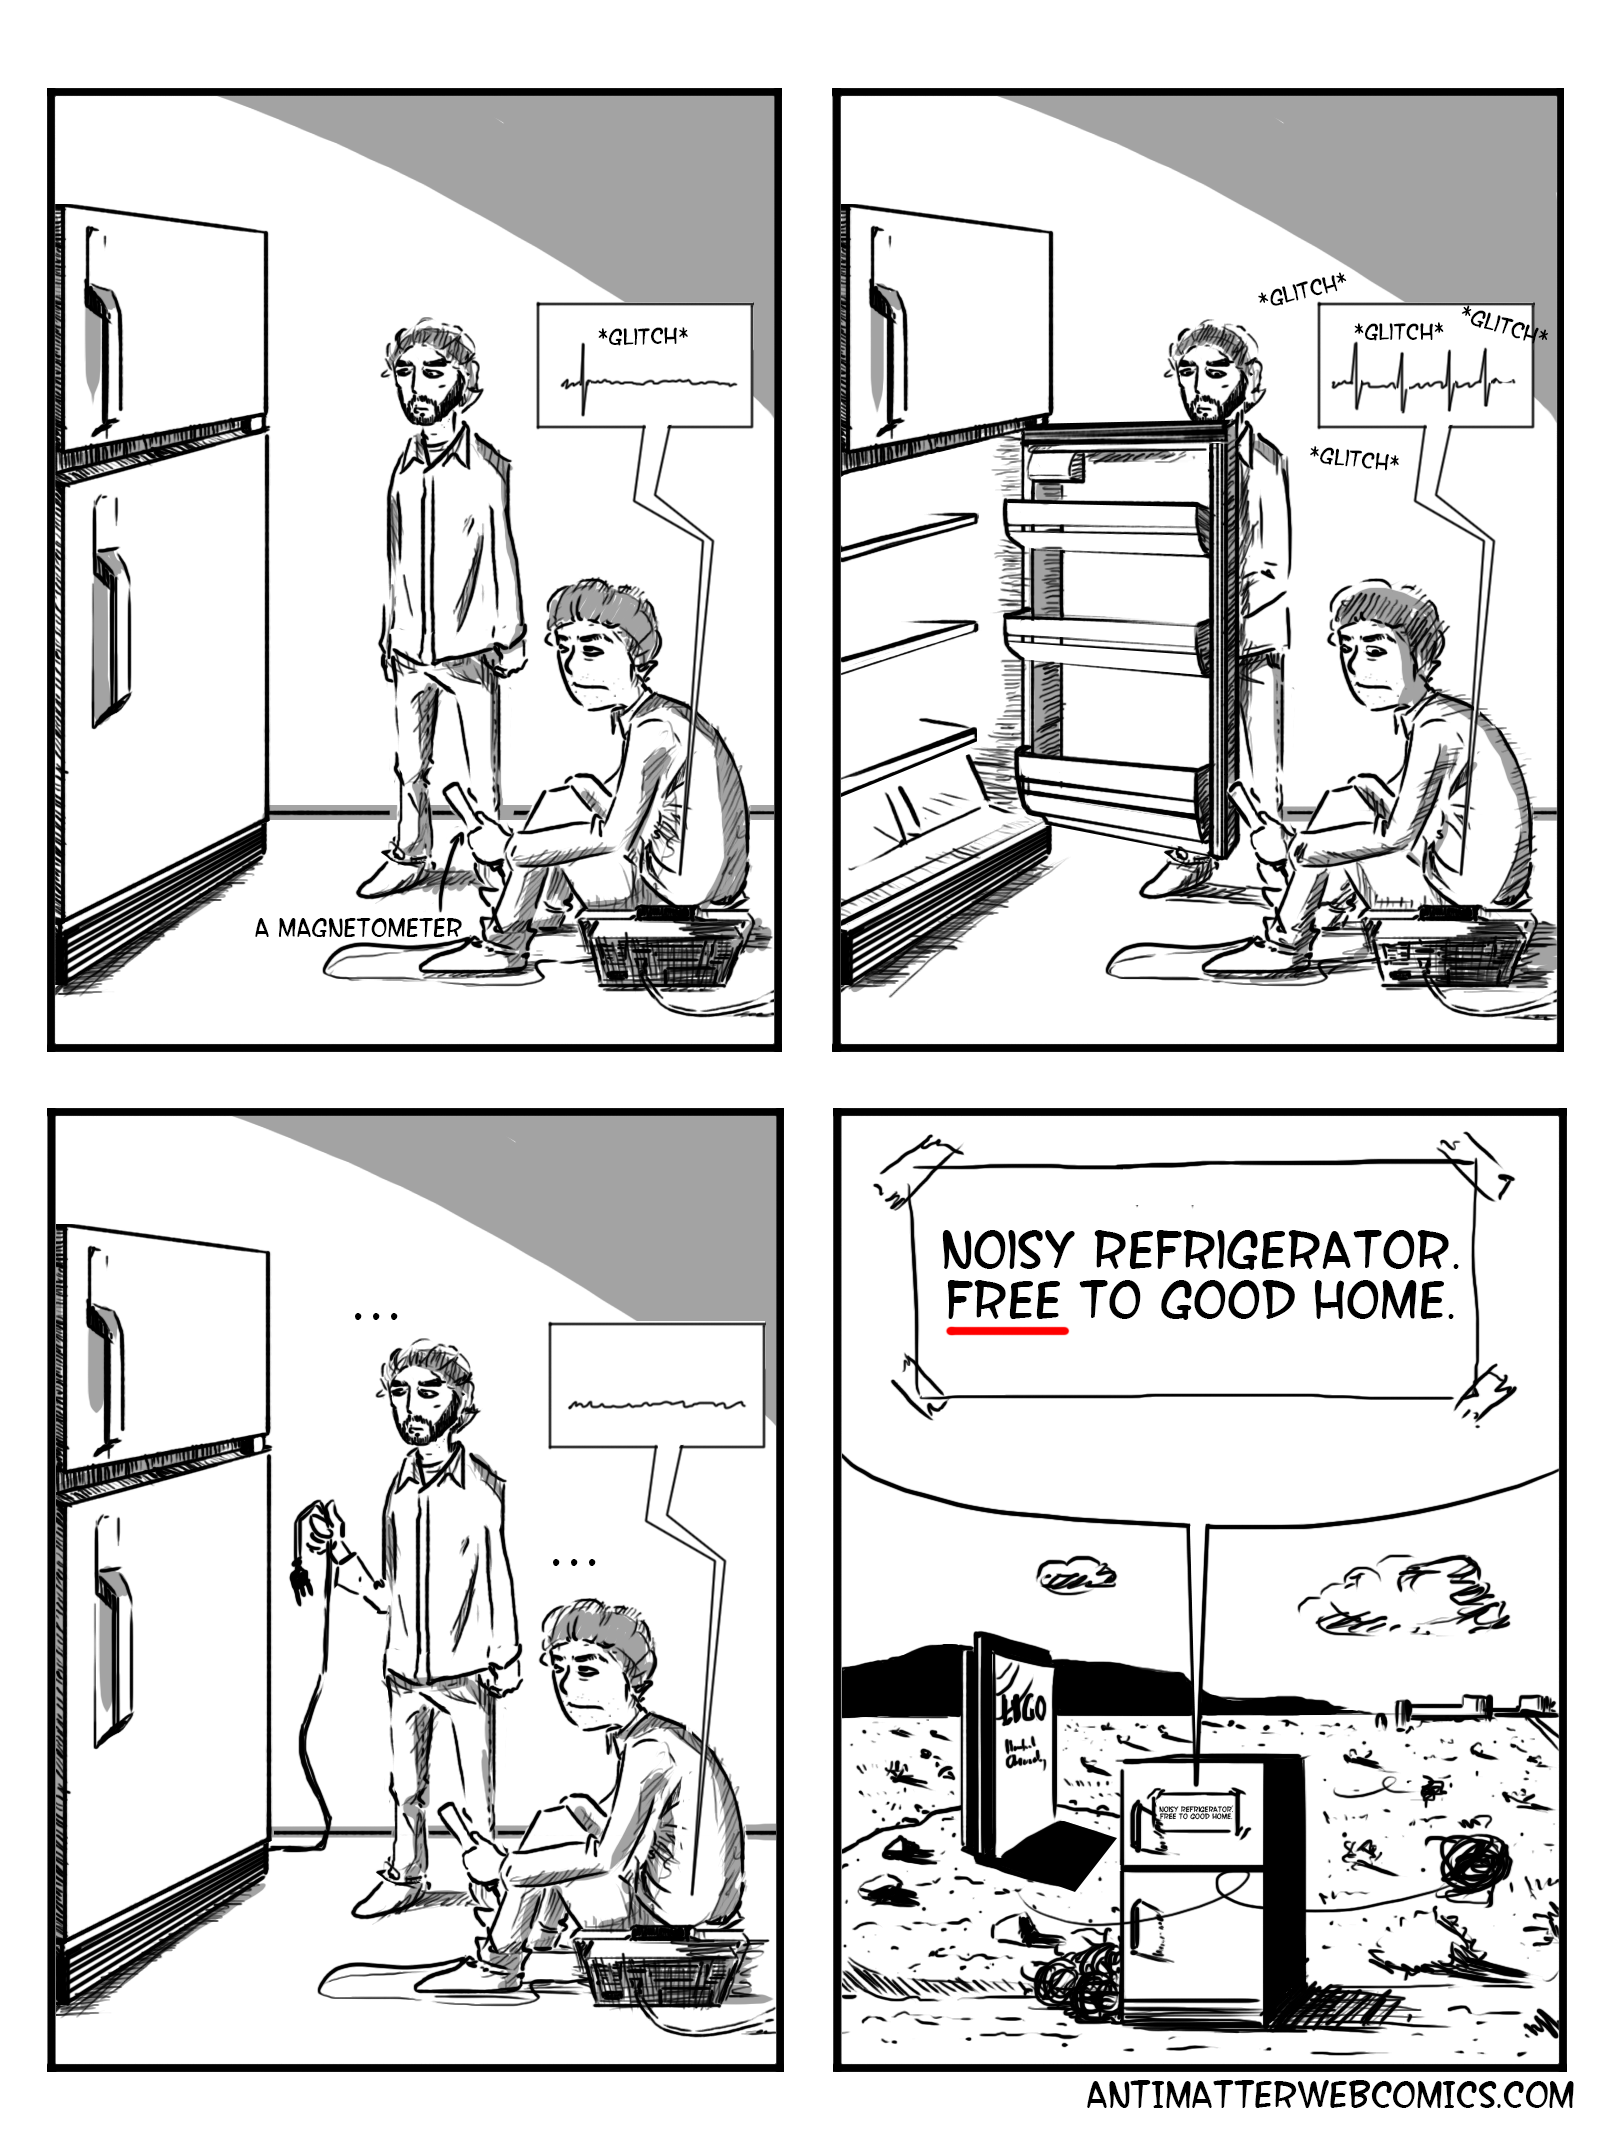 *GLITCH*
A MAGNETOMETER
*GLITCH*
*GLITCH*
*GLITCH*
*GLITCH*
...
...
NOISY REFRIGERATOR.
FREE TO GOOD HOME.
LIGO
NOISY REFRIGERATOR.
FREE TO GOOD HOME.
ANTIMATTERWEBCOMICS.COM